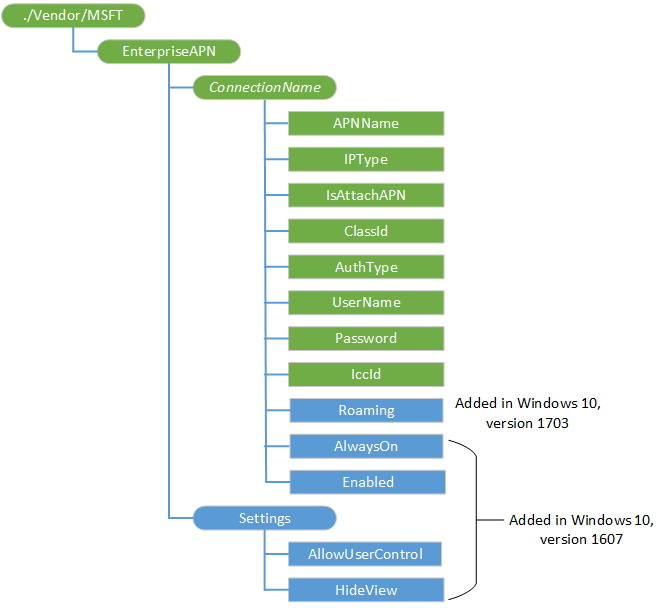 ./Vendor/MSFT
EnterpriseAPN
ConnectionName
APNName
IPType
IsAttachAPN
ClassId
AuthType
UserName
Password
IccId
Roaming
Added in Windows 10,
version 1703
AlwaysOn
Enabled
Settings
Added in Windows 10,
version 1607
AllowUserControl
HideView